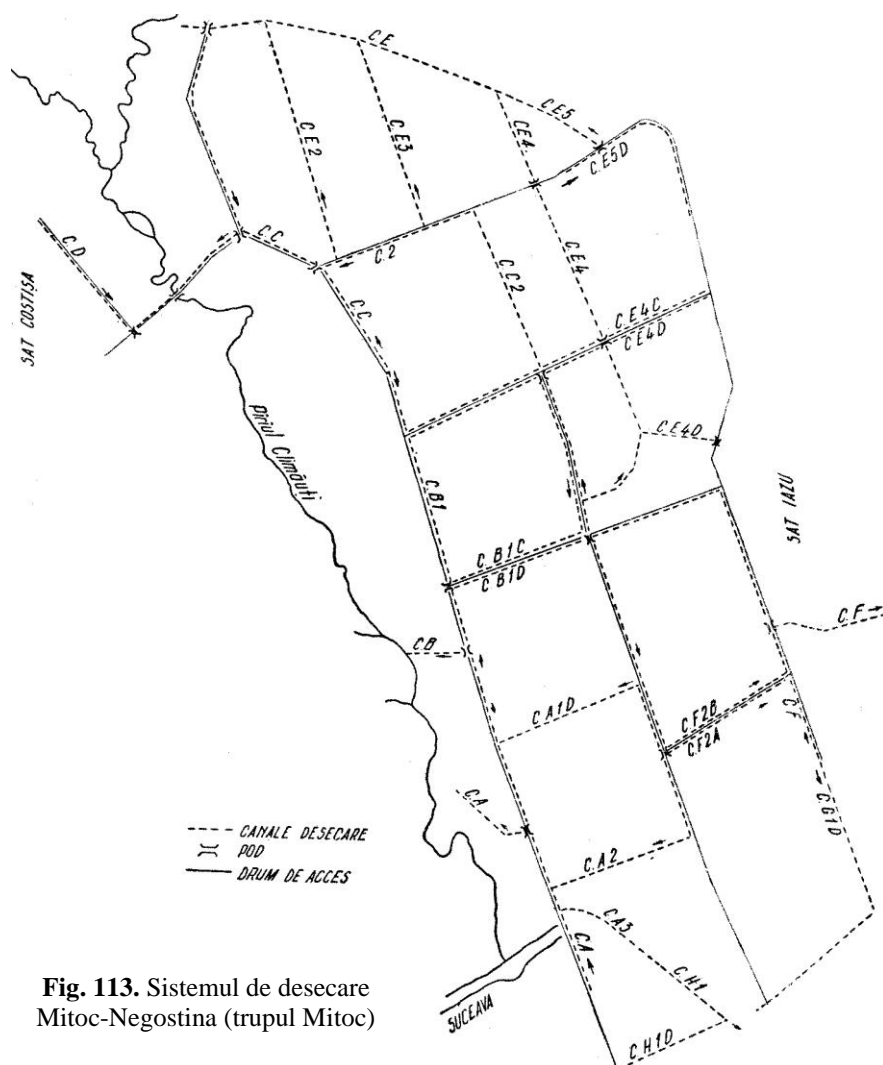 C.E
C.E5
C.E2
C.E3
C.E4
C.E5D
C.D
C.C
C.2
C.C2
C.E4
SAT COSTIȘA
C.C
C.E4C
C.E4D
Pîrîul Climăuți
C.E4D
C.B1
SAT IAZU
C.B1C
C.B1D
C.F
C.B
C.A1D
C.F2B
C.F2A
C.F
C.G1D
C.A
CANALE DESECARE
POD
DRUM DE ACCES
C.A2
C.A3
C.A
C.H1
SUCEAVA
C.H1D
Fig. 113. Sistemul de desecare
Mitoc-Negostina (trupul Mitoc)